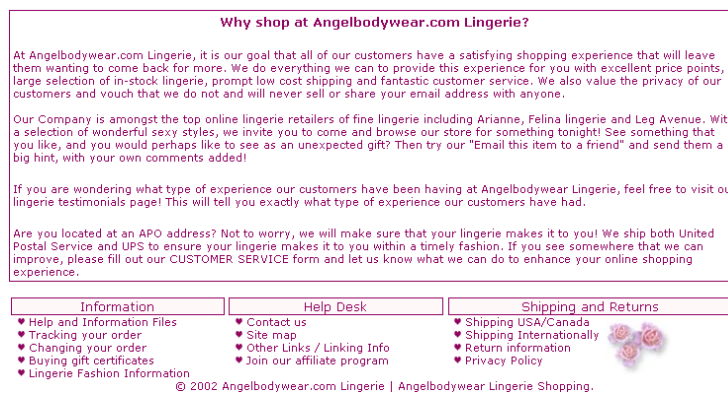 Why shop at Angelbodywear.com Lingerie?
At Angelbodywear.com Lingerie, it is our goal that all of our customers have a satisfying shopping experience that will leave
them wanting to come back for more. We do everything we can to provide this experience for you with excellent price points,
large selection of in-stock lingerie, prompt low cost shipping and fantastic customer service. We also value the privacy of our
customers and vouch that we do not and will never sell or share your email address with anyone.
Our Company is amongst the top online lingerie retailers of fine lingerie including Arianne, Felina lingerie and Leg Avenue. Wit
a selection of wonderful sexy styles, we invite you to come and browse our store for something tonight! See something that
you like, and you would perhaps like to see as an unexpected gift? Then try our "Email this item to a friend" and send them a
big hint, with your own comments added!
If you are wondering what type of experience our customers have been having at Angelbodywear Lingerie, feel free to visit ou
lingerie testimonials page! This will tell you exactly what type of experience our customers have had.
Are you located at an APO address? Not to worry, we will make sure that your lingerie makes it to you! We ship both United
Postal Service and UPS to ensure your lingerie makes it to you within a timely fashion. If you see somewhere that we can
improve, please fill out our CUSTOMER SERVICE form and let us know what we can do to enhance your online shopping
experience.
Information
♥ Help and Information Files
♥ Tracking your order
♥ Changing your order
♥ Buying gift certificates
♥ Lingerie Fashion Information
Help Desk
♥ Contact us
♥ Site map
♥ Other Links / Linking Info
♥ Join our affiliate program
Shipping and Returns
♥ Shipping USA/Canada
♥ Shipping Internationally
♥ Return information
♥ Privacy Policy
© 2002 Angelbodywear.com Lingerie | Angelbodywear Lingerie Shopping.